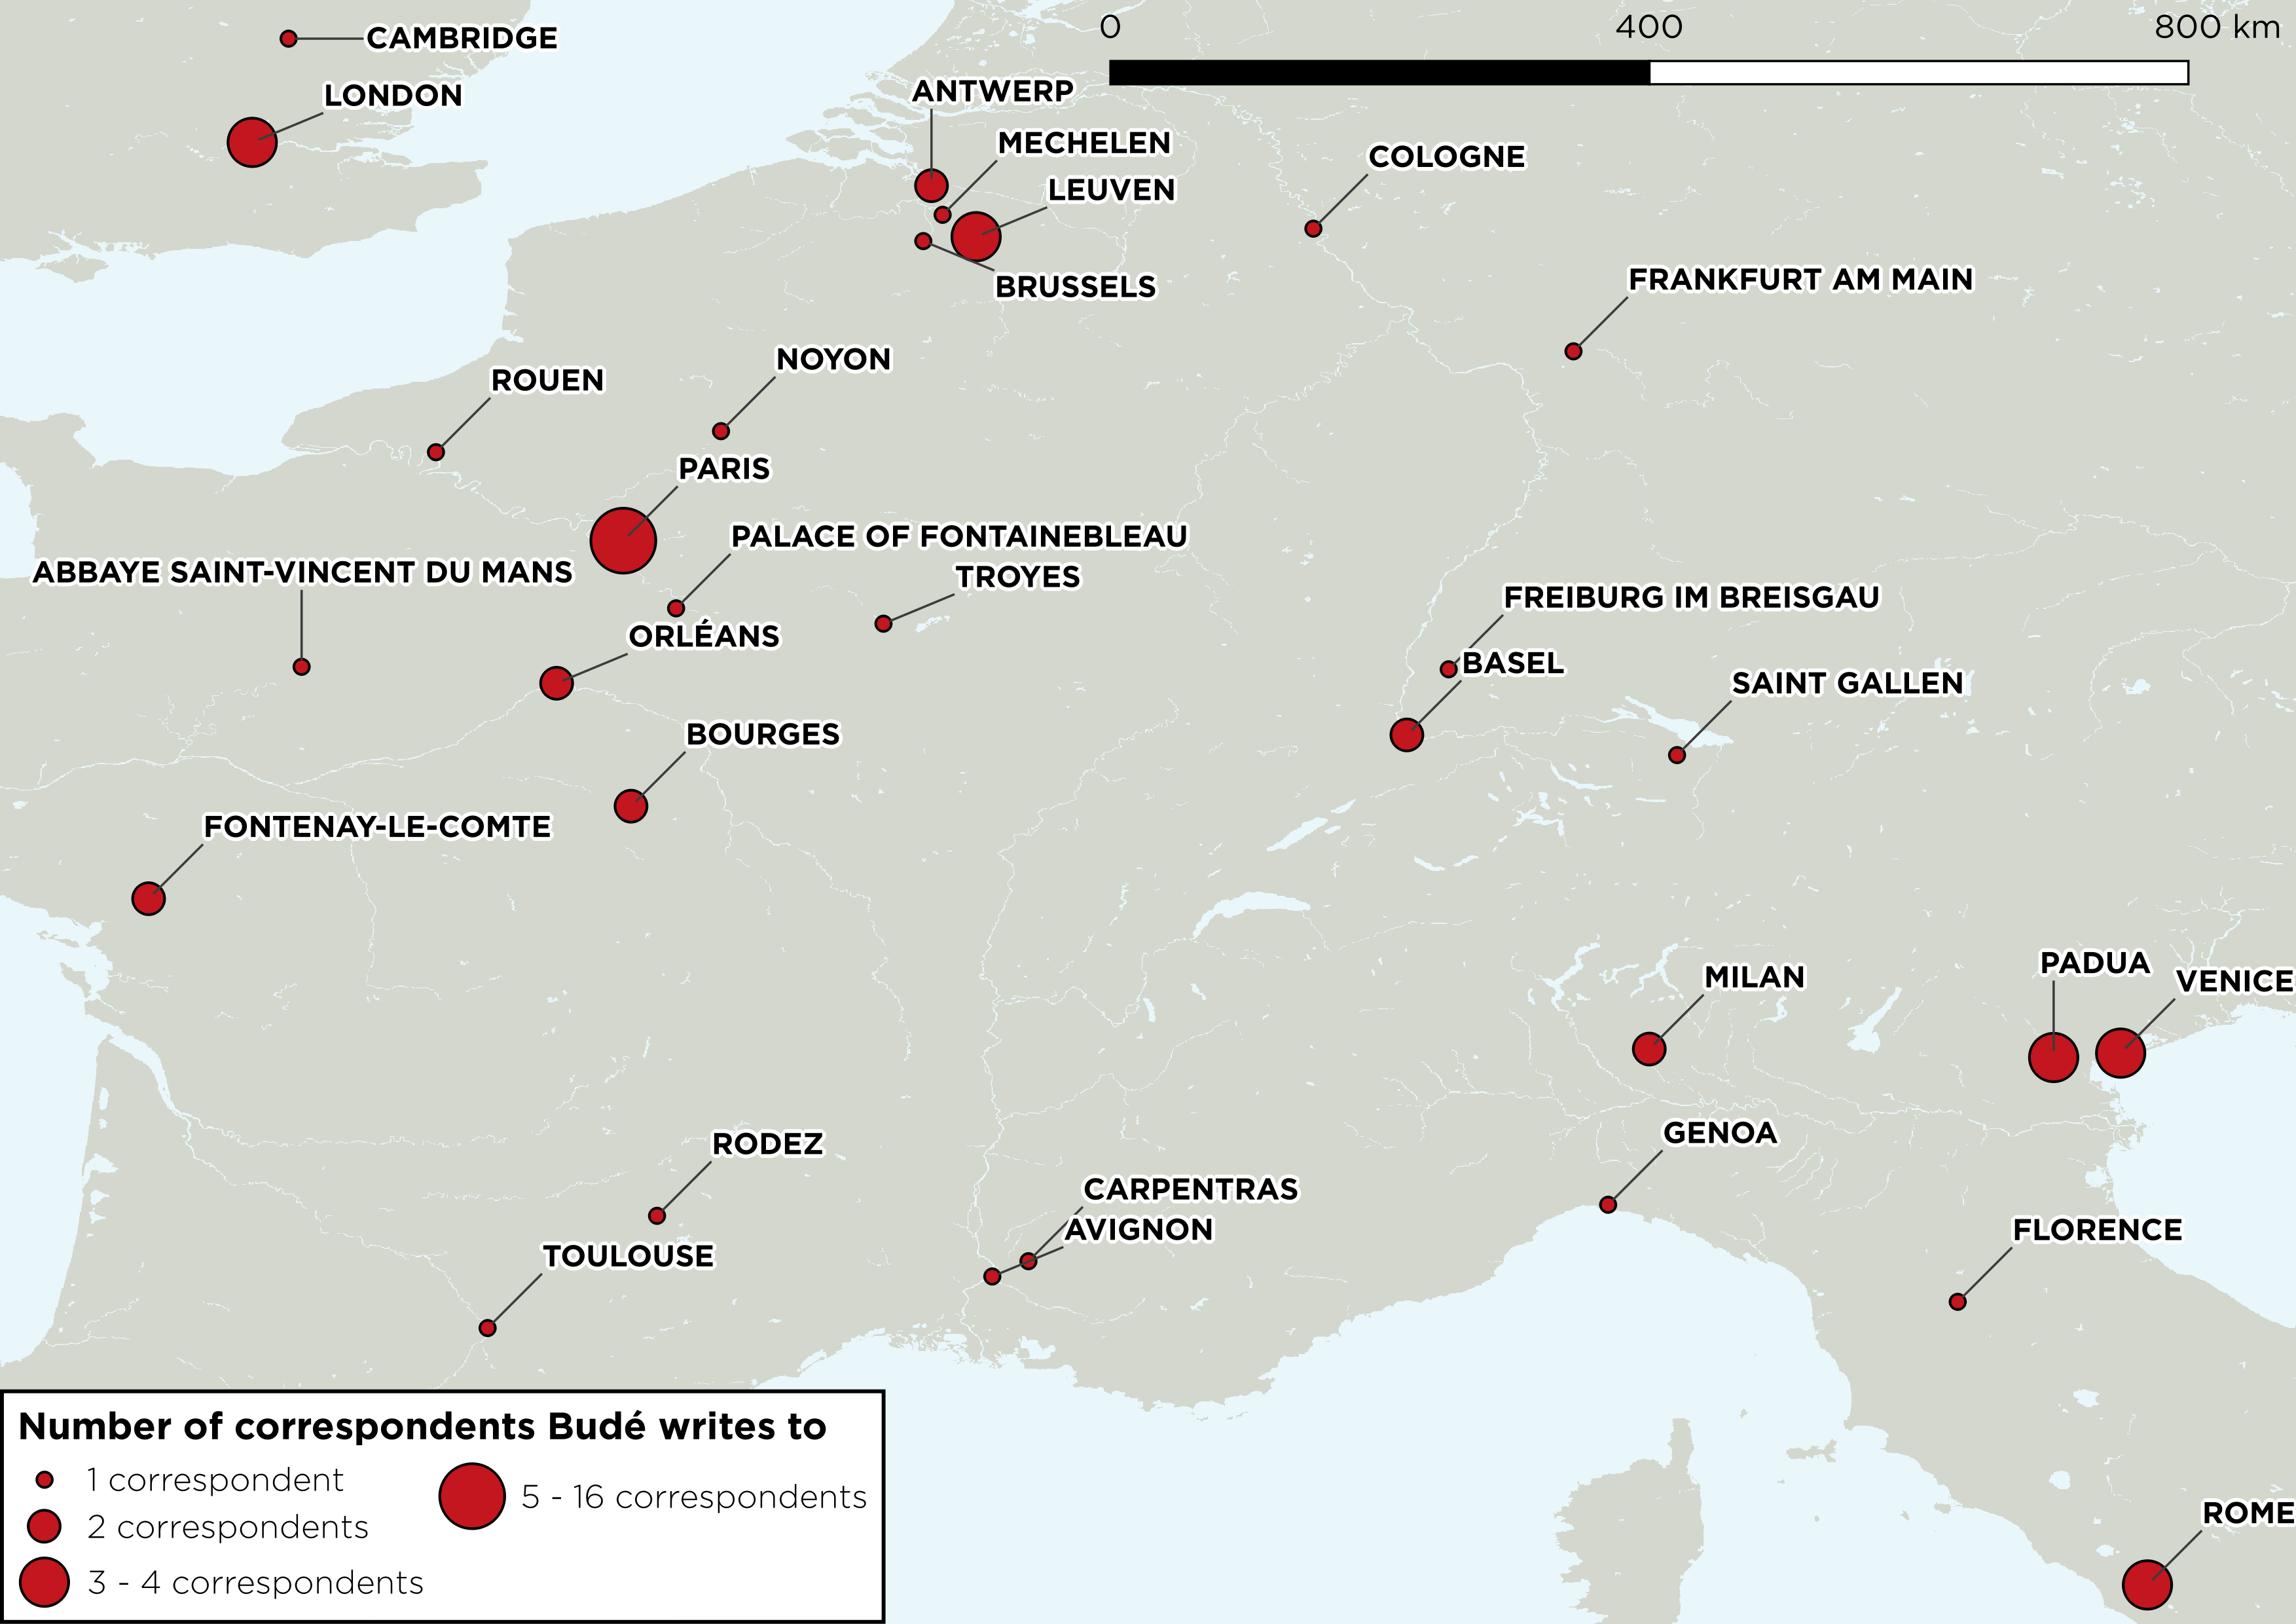 0 400 800 km
CAMBRIDGE
LONDON
ANTWERP
MECHELEN
COLOGNE
LEUVEN
FRANKFURT AM MAIN
BRUSSELS
NOYON
ROUEN
PARIS
PALACE OF FONTAINEBLEAU
ABBAYE SAINT-VINCENT DU MANS
TROYES
FREIBURG IM BREISGAU
ORLÉANS
BASEL
SAINT GALLEN
BOURGES
FONTENAY-LE-COMTE
PADUA
MILAN
VENICE
GENOA
RODEZ
CARPENTRAS
AVIGNON
FLORENCE
TOULOUSE
Number of correspondents Budé writes to
1 correspondent
2 correspondents
3 - 4 correspondents
5 - 16 correspondents
ROME